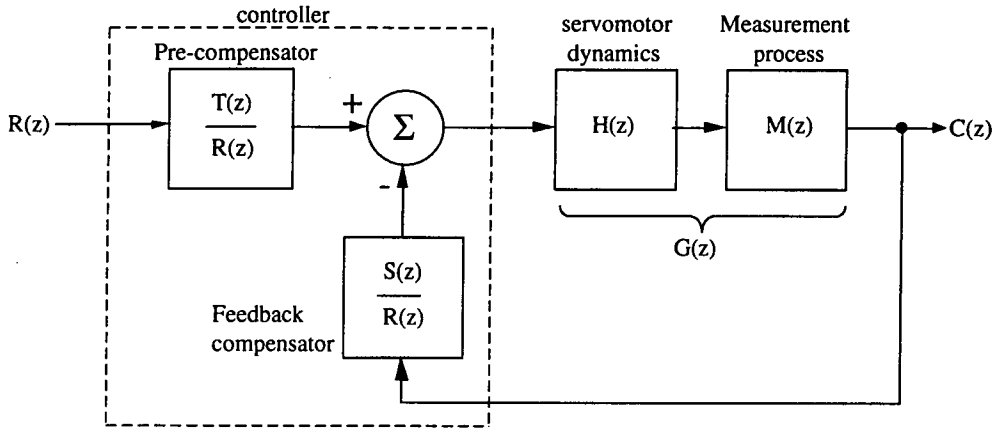 controller
Pre-compensator
servomotor
dynamics
Measurement
process
R(z)
T(z)
R(z)
+
Σ
-
H(z)
M(z)
C(z)
G(z)
S(z)
R(z)
Feedback
compensator